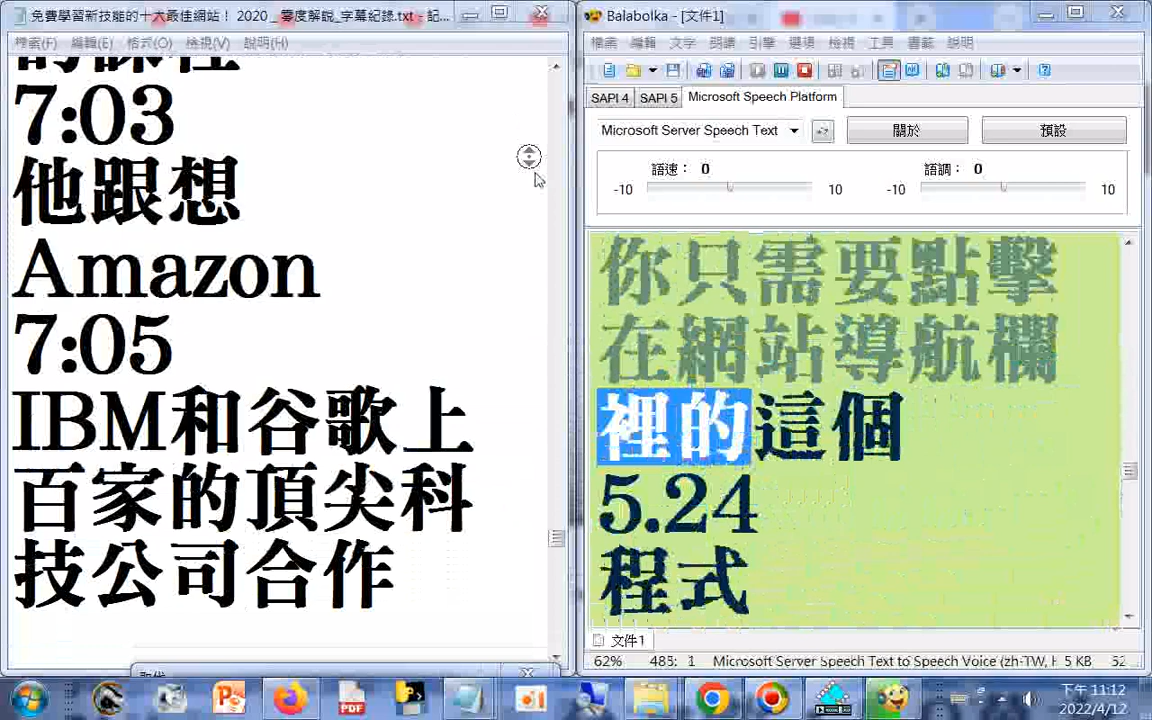 免費學習新技能的十大最佳網站！ 2020 _ 零度解說_字幕紀錄.txt - 記...
檔案(F) 編輯(E) 格式(O) 檢視(V) 說明(H)
的課程
7:03
他跟想
Amazon
7:05
IBM和谷歌上
百家的頂尖科
技公司合作
取代
Balabolka - [文件1]
檔案 編輯 文字 朗讀 引擎 選項 檢視 工具 書籤 說明
SAPI 4 SAPI 5 Microsoft Speech Platform
Microsoft Server Speech Text 關於 預設
語速： 0 語調： 0
-10 10 -10 10
你只需要點擊
在網站導航欄
裡的這個
5.24
程式
文件1
62% 485: 1 Microsoft Server Speech Text to Speech Voice (zh-TW, H 5 KB 52
PDF
下午 11:12
2022/4/12